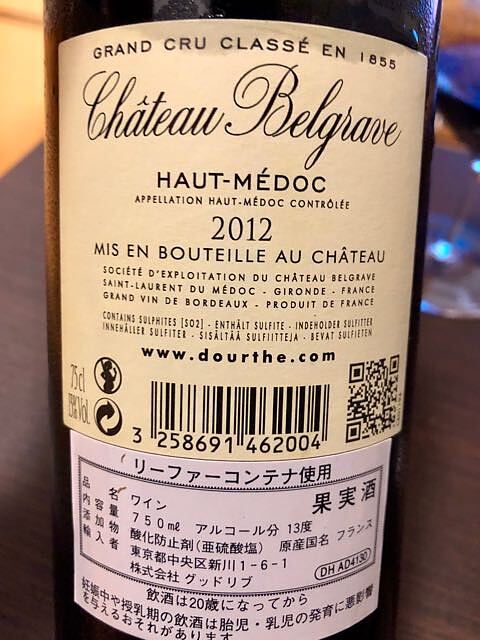 GRAND CRU CLASSÉ EN 1855
Château Belgrave
HAUT-MÉDOC
APPELLATION HAUT-MÉDOC CONTRÔLÉE
2012
MIS EN BOUTEILLE AU CHÂTEAU
SOCIÉTÉ D'EXPLOITATION DU CHÂTEAU BELGRAVE
SAINT-LAURENT DU MÉDOC - GIRONDE - FRANCE
GRAND VIN DE BORDEAUX - PRODUIT DE FRANCE
CONTAINS SULPHITES [SO2] - ENTHÄLT SULFITE - INDEHOLDER SULFITTER
INNEHÅLLER SULFITER - SISÄLTÄÄ SULFIITTEJA - BEVAT SULFIETEN
www.dourthe.com
75cl
13%Vol.
3 258691 462004
リーファーコンテナ使用
品名 ワイン
果実酒
内容量 750mℓ アルコール分 13度
添加物 酸化防止剤(亜硫酸塩) 原産国名 フランス
輸入者 東京都中央区新川1-6-1
株式会社 グッドリブ
DH AD4130
飲酒は20歳になってから
妊娠中や授乳期の飲酒は胎児・乳児の発育に悪影響
を与えるおそれがあります